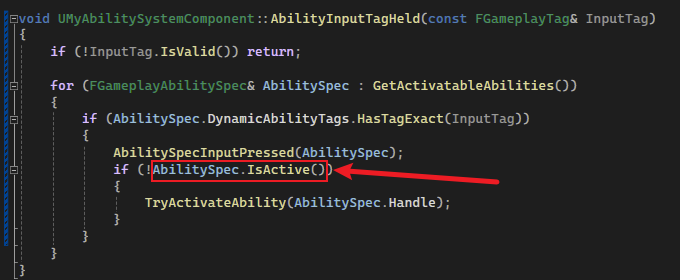 void UMyAbilitySystemComponent::AbilityInputTagHeld(const FGameplayTag& InputTag)
{
if (!InputTag.IsValid()) return;
for (FGameplayAbilitySpec& AbilitySpec : GetActivatableAbilities())
{
if (AbilitySpec.DynamicAbilityTags.HasTagExact(InputTag))
{
AbilitySpecInputPressed(AbilitySpec);
if (!AbilitySpec.IsActive())
{
TryActivateAbility(AbilitySpec.Handle);
}
}
}
}